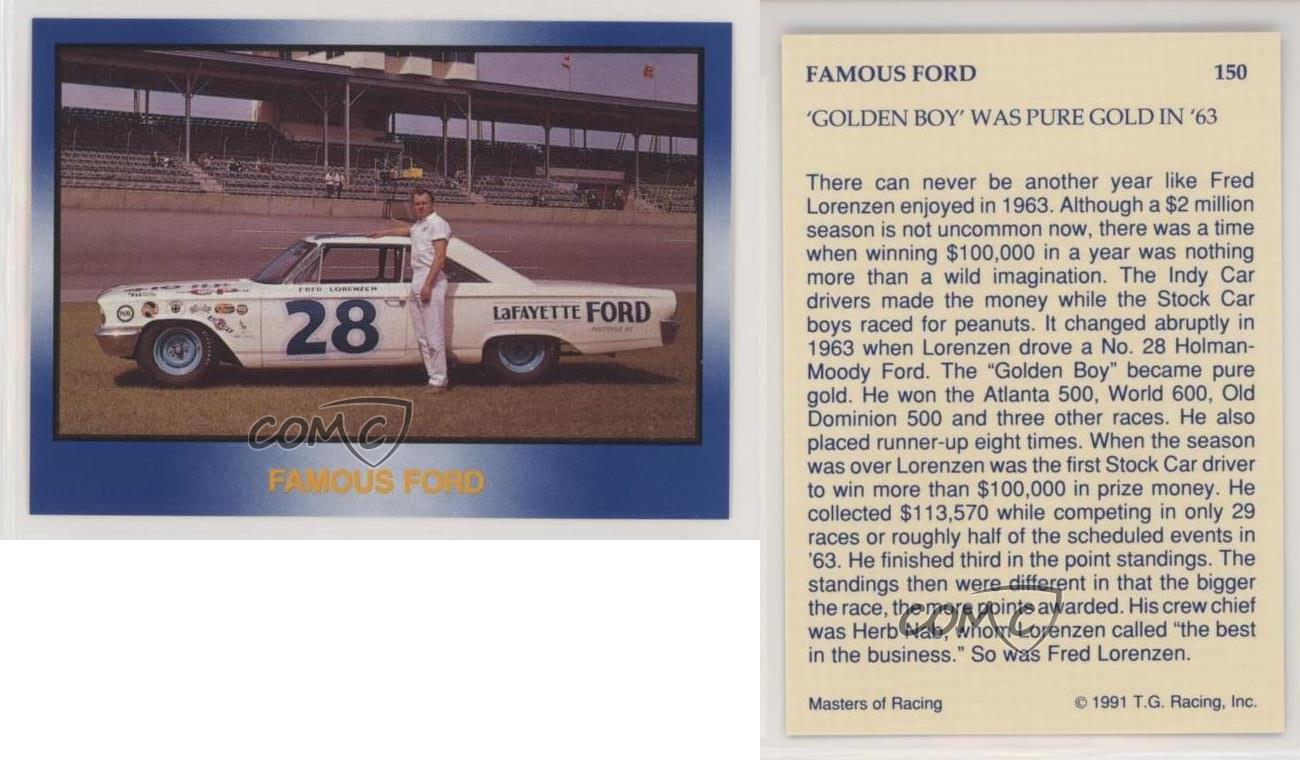 FRED LORENZEN
28
LaFAYETTE FORD
PURE
COMC
FAMOUS FORD
FAMOUS FORD 150
‘GOLDEN BOY’ WAS PURE GOLD IN ‘63
There can never be another year like Fred
Lorenzen enjoyed in 1963. Although a $2 million
season is not uncommon now, there was a time
when winning $100,000 in a year was nothing
more than a wild imagination. The Indy Car
drivers made the money while the Stock Car
boys raced for peanuts. It changed abruptly in
1963 when Lorenzen drove a No. 28 Holman-
Moody Ford. The “Golden Boy” became pure
gold. He won the Atlanta 500, World 600, Old
Dominion 500 and three other races. He also
placed runner-up eight times. When the season
was over Lorenzen was the first Stock Car driver
to win more than $100,000 in prize money. He
collected $113,570 while competing in only 29
races or roughly half of the scheduled events in
’63. He finished third in the point standings. The
standings then were different in that the bigger
the race, the more points awarded. His crew chief
was Herb Nab, whom Lorenzen called “the best
in the business.” So was Fred Lorenzen.
COMC
Masters of Racing © 1991 T.G. Racing, Inc.